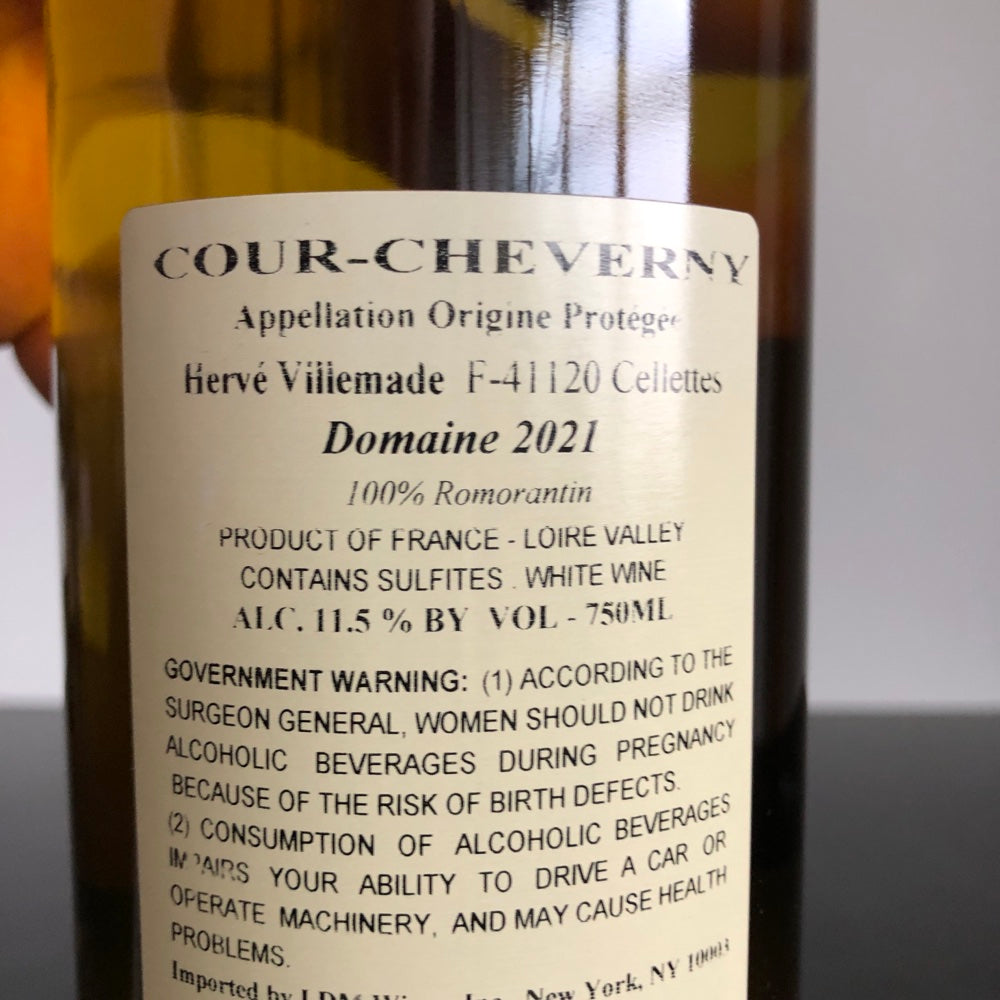 COUR-CHEVERNY
Appellation Origine Protégée
Hervé Villemade F-41120 Cellettes
Domaine 2021
100% Romorantin
PRODUCT OF FRANCE - LOIRE VALLEY
CONTAINS SULFITES . WHITE WINE
ALC. 11.5 % BY VOL - 750ML
GOVERNMENT WARNING: (1) ACCORDING TO THE
SURGEON GENERAL, WOMEN SHOULD NOT DRINK
ALCOHOLIC BEVERAGES DURING PREGNANCY
BECAUSE OF THE RISK OF BIRTH DEFECTS.
(2) CONSUMPTION OF ALCOHOLIC BEVERAGES
IMPAIRS YOUR ABILITY TO DRIVE A CAR OR
OPERATE MACHINERY, AND MAY CAUSE HEALTH
PROBLEMS.
Imported by New York, NY 10003